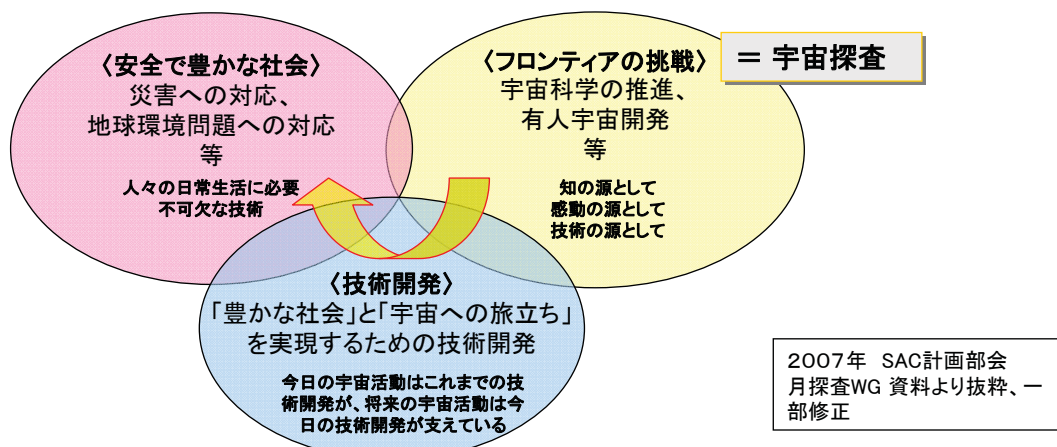 〈安全で豊かな社会〉
災害への対応、
地球環境問題への対応
等
人々の日常生活に必要
不可欠な技術
〈フロンティアの挑戦〉
宇宙科学の推進、
有人宇宙開発
等
知の源として
感動の源として
技術の源として
＝ 宇宙探査
〈技術開発〉
「豊かな社会」と「宇宙への旅立ち」
を実現するための技術開発
今日の宇宙活動はこれまでの技
術開発が、将来の宇宙活動は今
日の技術開発が支えている
2007年 SAC計画部会
月探査WG 資料より抜粋、一
部修正